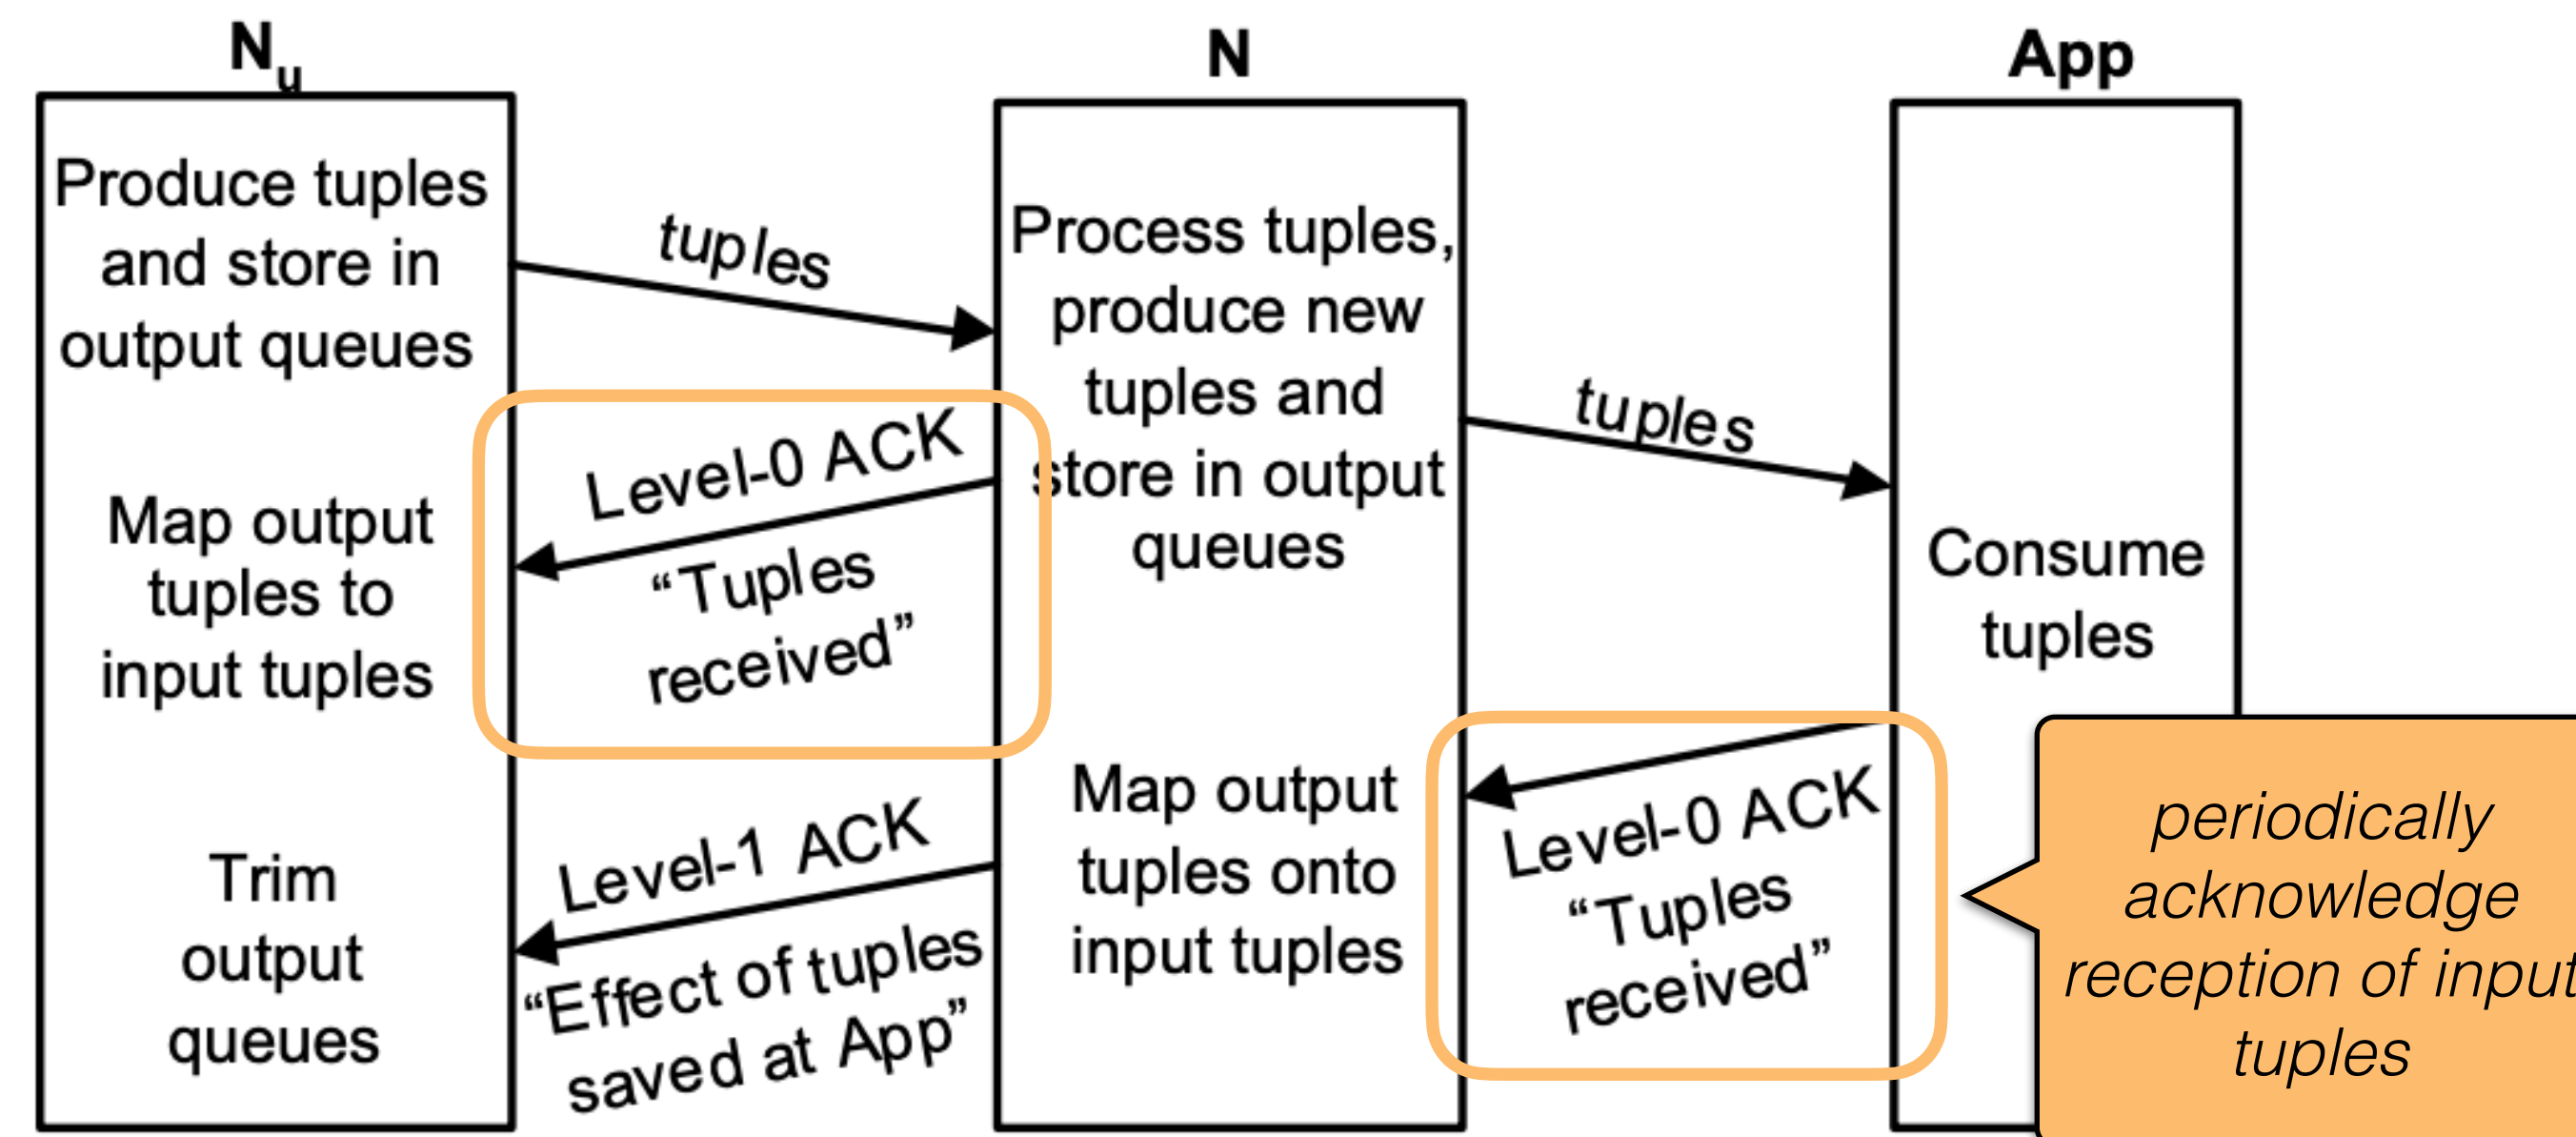 Nu
N
App
Produce tuples
and store in
output queues
Map output
tuples to
input tuples
Trim
output
queues
tuples
Level-0 ACK
“Tuples
received”
Level-1 ACK
“Effect of tuples
saved at App”
Process tuples,
produce new
tuples and
store in output
queues
Map output
tuples onto
input tuples
tuples
Level-0 ACK
“Tuples
received”
Consume
tuples
periodically
acknowledge
reception of input
tuples